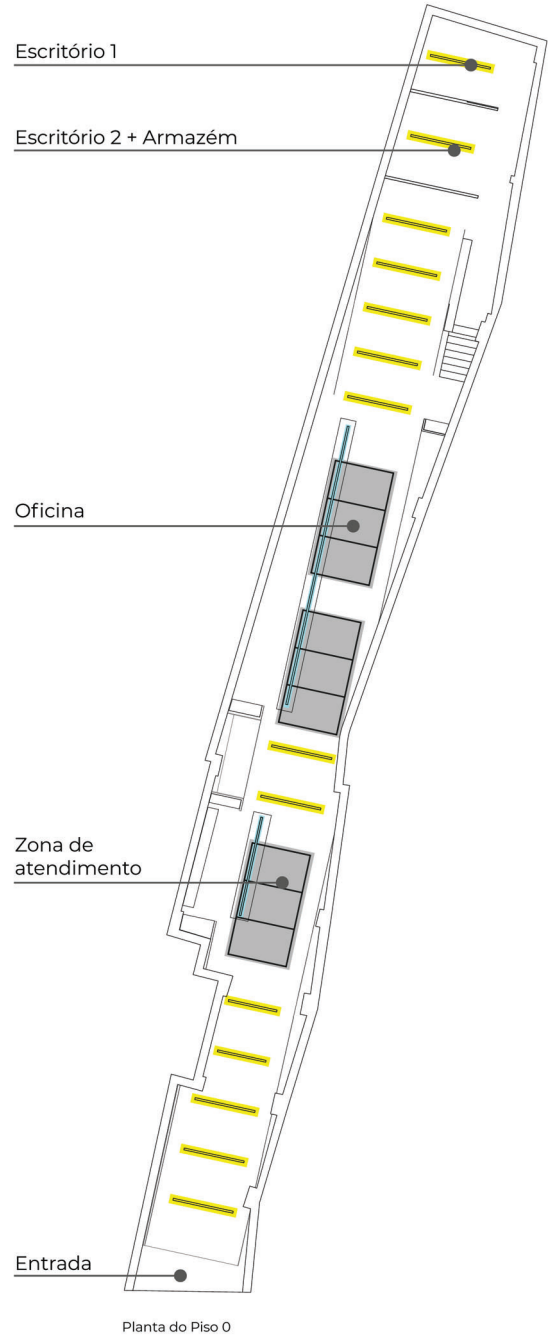 Escritório 1
Escritório 2 + Armazém
Oficina
Zona de
atendimento
Entrada
Planta do Piso 0